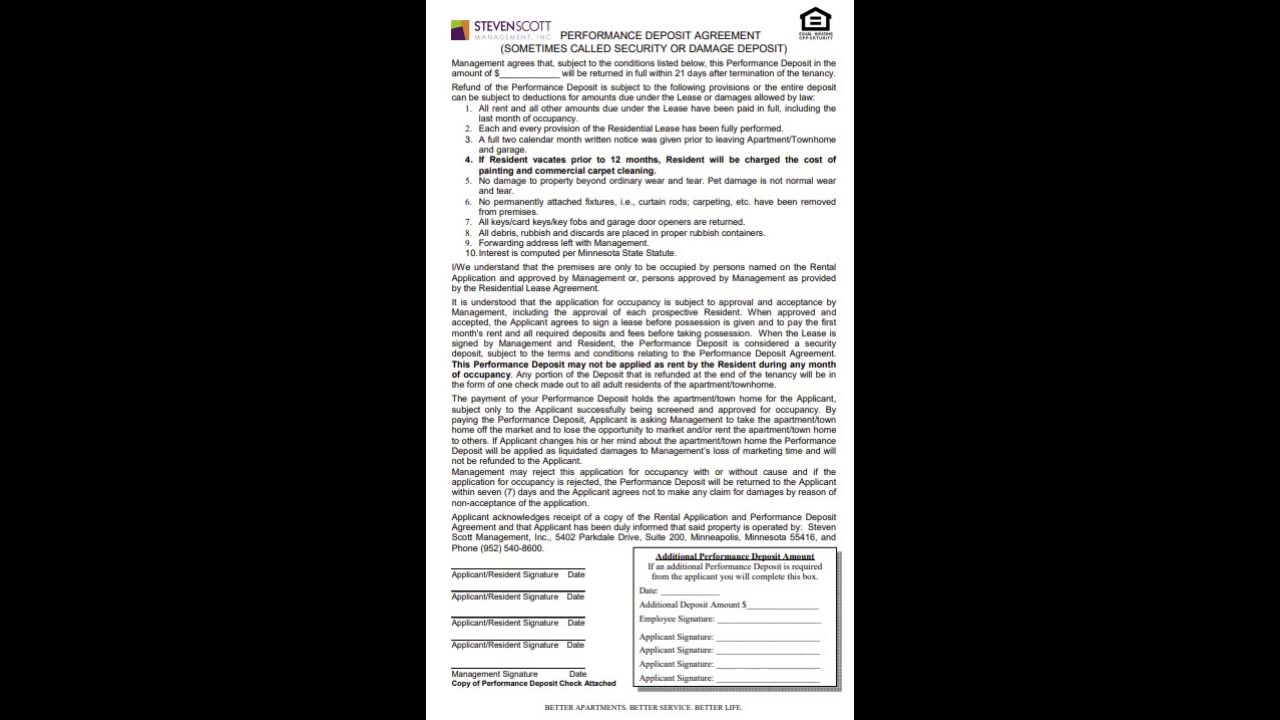 STEVENSCOTT
MANAGEMENT, INC.
EQUAL HOUSING
OPPORTUNITY
PERFORMANCE DEPOSIT AGREEMENT
(SOMETIMES CALLED SECURITY OR DAMAGE DEPOSIT)
Management agrees that, subject to the conditions listed below, this Performance Deposit in the
amount of $____________ will be returned in full within 21 days after termination of the tenancy.
Refund of the Performance Deposit is subject to the following provisions or the entire deposit
can be subject to deductions for amounts due under the Lease or damages allowed by law:
1. All rent and all other amounts due under the Lease have been paid in full, including the
last month of occupancy.
2. Each and every provision of the Residential Lease has been fully performed.
3. A full two calendar month written notice was given prior to leaving Apartment/Townhome
and garage.
4. If Resident vacates prior to 12 months, Resident will be charged the cost of
painting and commercial carpet cleaning.
5. No damage to property beyond ordinary wear and tear. Pet damage is not normal wear
and tear.
6. No permanently attached fixtures, i.e., curtain rods; carpeting, etc. have been removed
from premises.
7. All keys/card keys/key fobs and garage door openers are returned.
8. All debris, rubbish and discards are placed in proper rubbish containers.
9. Forwarding address left with Management.
10. Interest is computed per Minnesota State Statute.
I/We understand that the premises are only to be occupied by persons named on the Rental
Application and approved by Management or, persons approved by Management as provided
by the Residential Lease Agreement.
It is understood that the application for occupancy is subject to approval and acceptance by
Management, including the approval of each prospective Resident. When approved and
accepted, the Applicant agrees to sign a lease before possession is given and to pay the first
month's rent and all required deposits and fees before taking possession. When the Lease is
signed by Management and Resident, the Performance Deposit is considered a security
deposit, subject to the terms and conditions relating to the Performance Deposit Agreement.
This Performance Deposit may not be applied as rent by the Resident during any month
of occupancy. Any portion of the Deposit that is refunded at the end of the tenancy will be in
the form of one check made out to all adult residents of the apartment/townhome.
The payment of your Performance Deposit holds the apartment/town home for the Applicant,
subject only to the Applicant successfully being screened and approved for occupancy. By
paying the Performance Deposit, Applicant is asking Management to take the apartment/town
home off the market and to lose the opportunity to market and/or rent the apartment/town home
to others. If Applicant changes his or her mind about the apartment/town home the Performance
Deposit will be applied as liquidated damages to Management's loss of marketing time and will
not be refunded to the Applicant.
Management may reject this application for occupancy with or without cause and if the
application for occupancy is rejected, the Performance Deposit will be returned to the Applicant
within seven (7) days and the Applicant agrees not to make any claim for damages by reason of
non-acceptance of the application.
Applicant acknowledges receipt of a copy of the Rental Application and Performance Deposit
Agreement and that Applicant has been duly informed that said property is operated by: Steven
Scott Management, Inc., 5402 Parkdale Drive, Suite 200, Minneapolis, Minnesota 55416, and
Phone (952) 540-8600.
Applicant/Resident Signature Date
Applicant/Resident Signature Date
Applicant/Resident Signature Date
Applicant/Resident Signature Date
Management Signature Date
Copy of Performance Deposit Check Attached
Additional Performance Deposit Amount
If an additional Performance Deposit is required
from the applicant you will complete this box.
Date: ____________
Additional Deposit Amount $______________
Employee Signature: ____________________
Applicant Signature: ____________________
Applicant Signature: ____________________
Applicant Signature: ____________________
Applicant Signature: ____________________
BETTER APARTMENTS. BETTER SERVICE. BETTER LIFE.